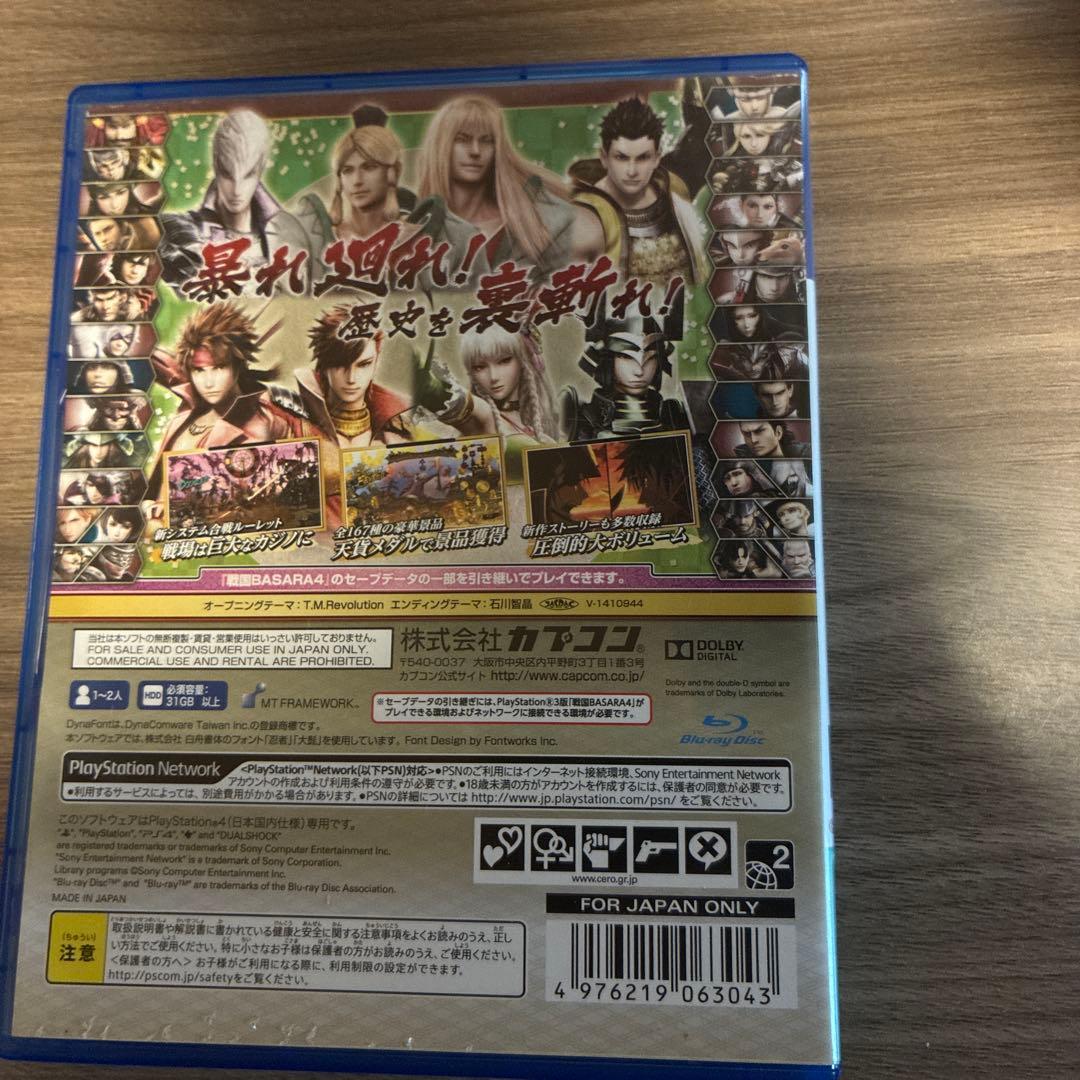 暴れ廻れ!!
歴史を裏斬れ!
新システム合戦ルーレット
戦場は巨大なカジノに
全167種の豪華景品
天貨メダルで景品獲得
新作ストーリーも多数収録
圧倒的大ボリューム
「戦国BASARA4」のセーブデータの一部を引き継いでプレイできます。
オープニングテーマ:T.M.Revolution エンディングテーマ:石川智晶 JASRAC V-1410944
当社は本ソフトの無断複製・賃貸・営業使用はいっさい許可しておりません。
FOR SALE AND CONSUMER USE IN JAPAN ONLY.
COMMERCIAL USE AND RENTAL ARE PROHIBITED.
株式会社カプコン®
〒540-0037 大阪市中央区内平野町3丁目1番3号
カプコン公式サイト http://www.capcom.co.jp/
DOLBY
DIGITAL
Dolby and the double-D symbol are
trademarks of Dolby Laboratories.
1~2人
HDD 必須容量:
31GB 以上
MT FRAMEWORK™
※セーブデータの引き継ぎには、PlayStation®3版「戦国BASARA4」が
プレイできる環境およびネットワークに接続できる環境が必要です。
Blu-ray Disc™
DynaFontは、DynaComware Taiwan Inc.の登録商標です。
本ソフトウェアでは、株式会社 白舟書体のフォント「忍者」「大髭」を使用しています。 Font Design by Fontworks Inc.
PlayStation Network
<PlayStation™Network(以下PSN)対応>●PSNのご利用にはインターネット接続環境、Sony Entertainment Network
アカウントの作成および利用条件の遵守が必要です。●18歳未満の方がアカウントを作成するには、保護者の同意が必要です。
●利用するサービスによっては、別途費用がかかる場合があります。●PSNの詳細については http://www.jp.playstation.com/psn/ をご覧ください。
このソフトウェアはPlayStation®4(日本国内仕様)専用です。
"", "PlayStation", "PS4", "" and "DUALSHOCK"
are registered trademarks or trademarks of Sony Computer Entertainment Inc.
"Sony Entertainment Network" is a trademark of Sony Corporation.
Library programs ©Sony Computer Entertainment Inc.
"Blu-ray Disc™" and "Blu-ray™" are trademarks of the Blu-ray Disc Association.
MADE IN JAPAN
www.cero.gr.jp
2
FOR JAPAN ONLY
(ちゅうい)
注意
取扱説明書や解説書に書かれている健康と安全に関する注意事項をよくお読みのうえ、正し
い方法でご使用ください。特に小さなお子様は保護者の方がお読みのうえ、ご使用ください。
<保護者の方へ> お子様がご利用になる際に、利用制限の設定ができます。
http://pscom.jp/safetyをご覧ください。
4 976219 063043